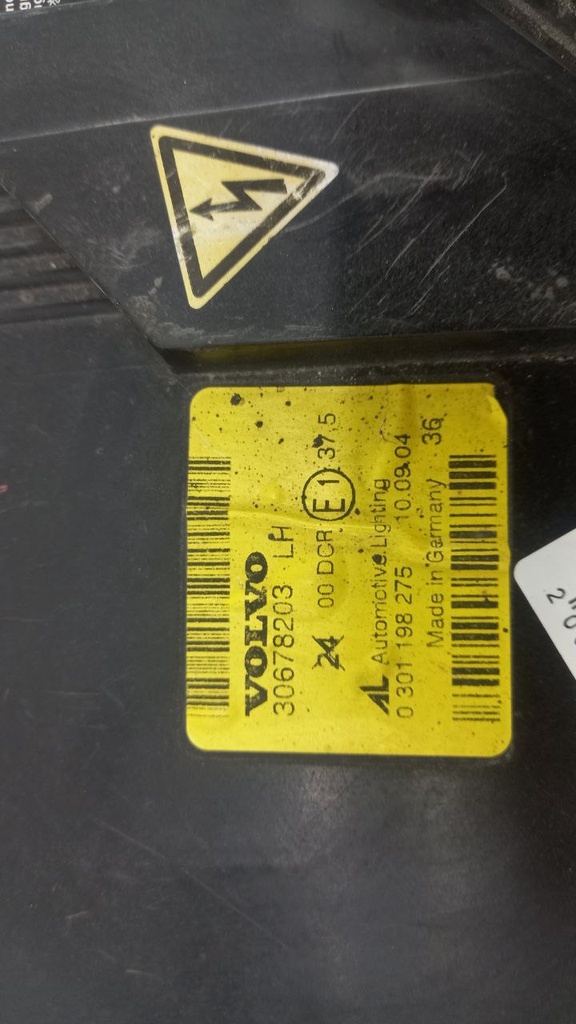 VOLVO
30678203 LH
24 00 DCR E1 37.5
AL Automotive Lighting
0 301 198 275 10.09.04
Made in Germany 36